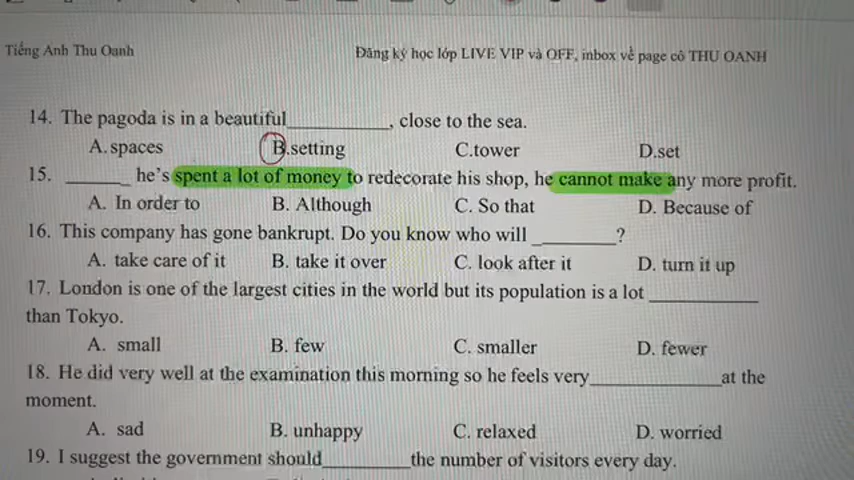 Tiếng Anh Thu Oanh
Đăng ký học lớp LIVE VIP và OFF, inbox về page cô THU OANH
14. The pagoda is in a beautiful__________, close to the sea.
A. spaces B.setting C.tower D.set
15. ______ he's spent a lot of money to redecorate his shop, he cannot make any more profit.
A. In order to B. Although C. So that D. Because of
16. This company has gone bankrupt. Do you know who will ________?
A. take care of it B. take it over C. look after it D. turn it up
17. London is one of the largest cities in the world but its population is a lot __________
than Tokyo.
A. small B. few C. smaller D. fewer
18. He did very well at the examination this morning so he feels very____________at the
moment.
A. sad B. unhappy C. relaxed D. worried
19. I suggest the government should________the number of visitors every day.